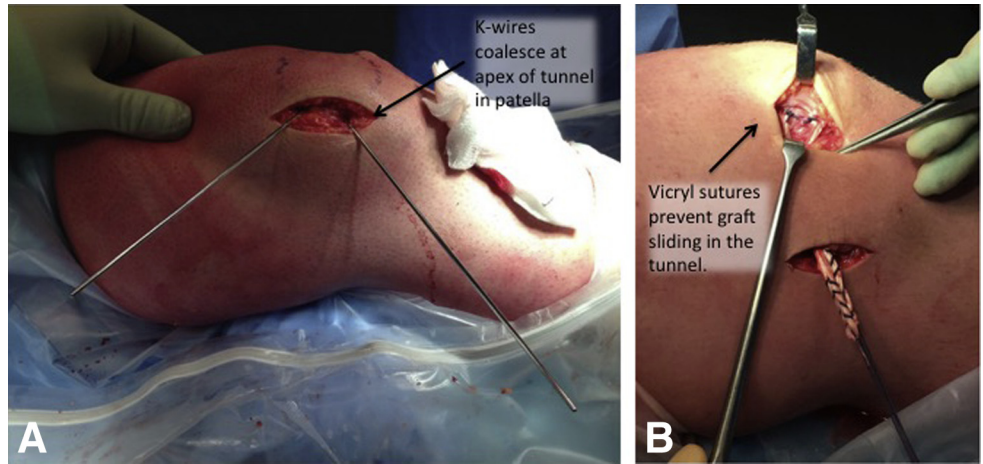 K-wires
coalesce at
apex of tunnel
in patella
Vicryl sutures
prevent graft
sliding in the
tunnel.
A
B